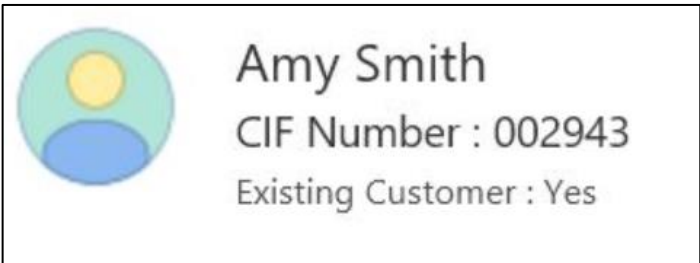 Amy Smith
CIF Number : 002943
Existing Customer : Yes